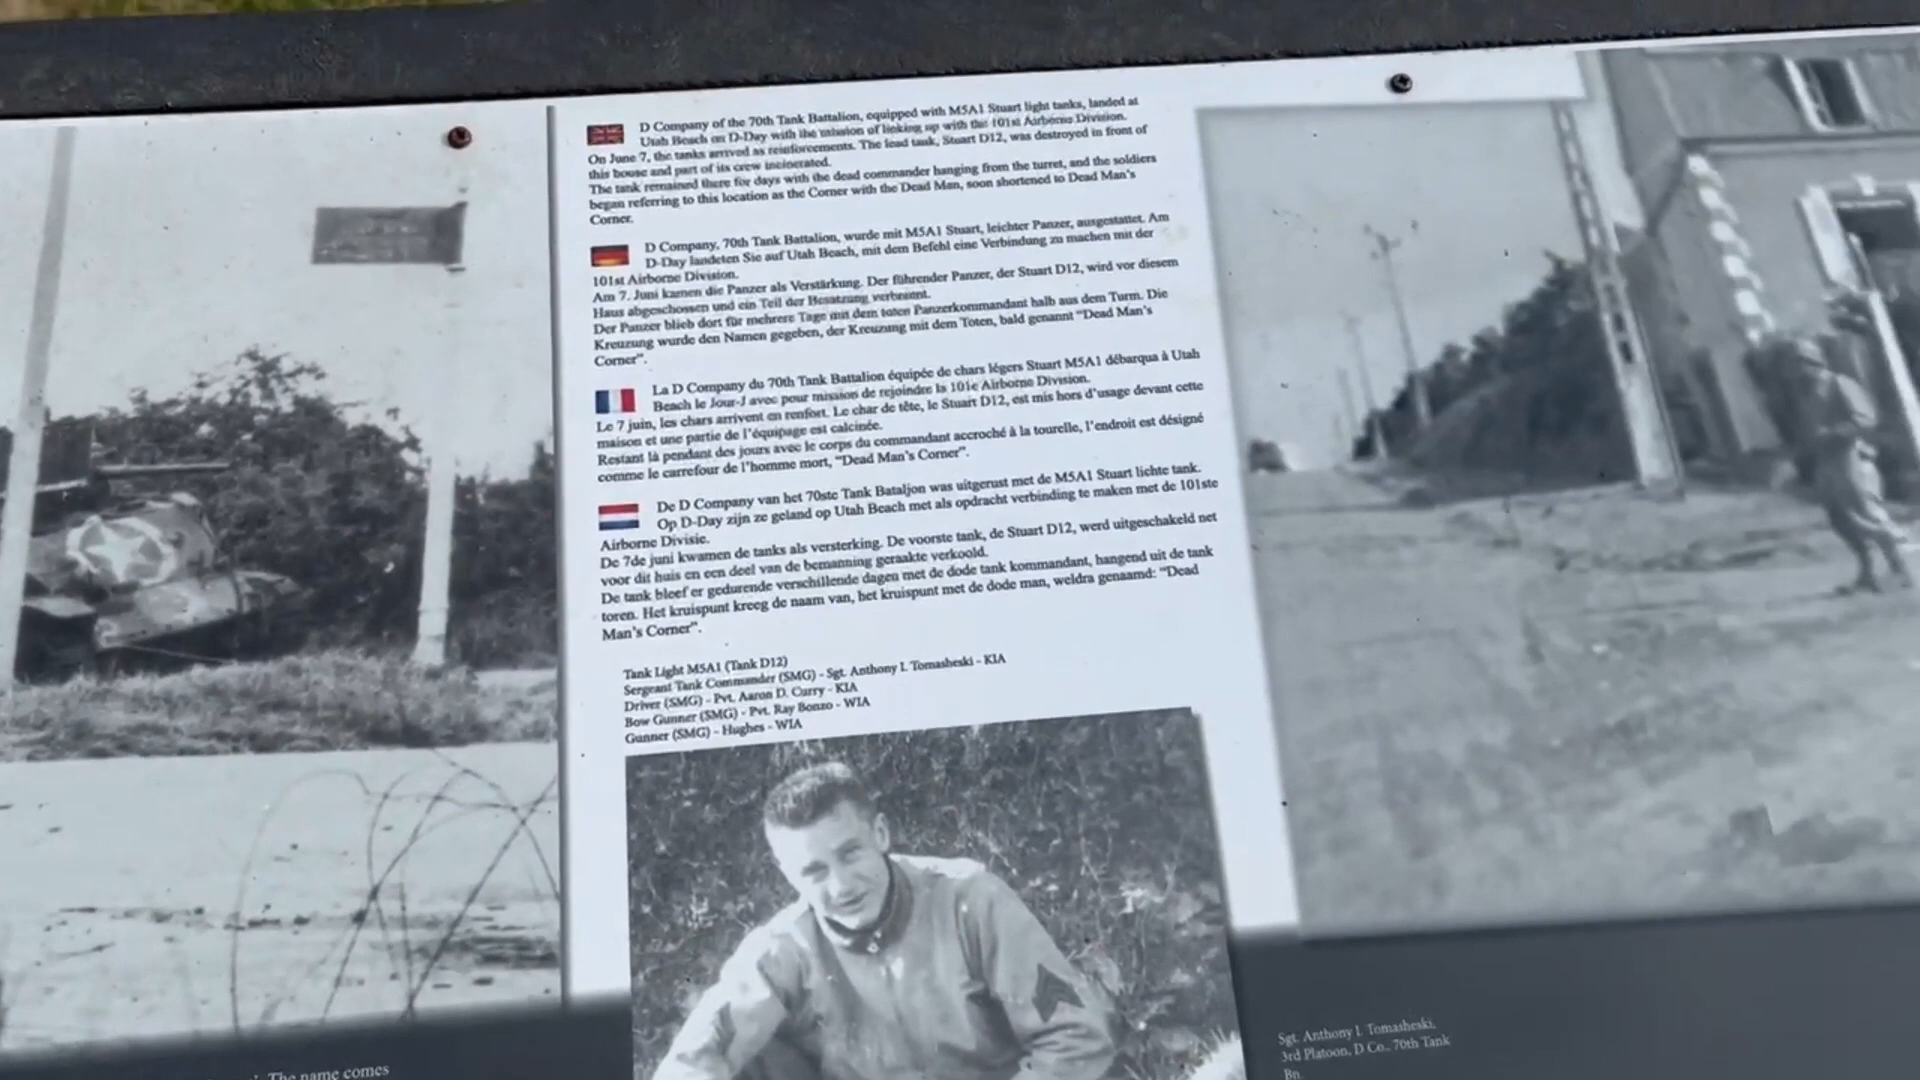 D Company of the 70th Tank Battalion, equipped with M5A1 Stuart light tanks, landed at
Utah Beach on D-Day with the mission of linking up with the 101st Airborne Division.
On June 7, the tanks arrived as reinforcements. The lead tank, Stuart D12, was destroyed in front of
this house and part of its crew incinerated.
The tank remained there for days with the dead commander hanging from the turret, and the soldiers
began referring to this location as the Corner with the Dead Man, soon shortened to Dead Man's
Corner.
D Company, 70th Tank Battalion, wurde mit M5A1 Stuart, leichter Panzer, ausgestattet. Am
D-Day landeten Sie auf Utah Beach, mit dem Befehl eine Verbindung zu machen mit der
101st Airborne Division.
Am 7. Juni kamen die Panzer als Verstärkung. Der führender Panzer, der Stuart D12, wird vor diesem
Haus abgeschossen und ein Teil der Besatzung verbrennt.
Der Panzer blieb dort für mehrere Tage mit dem toten Panzerkommandant halb aus dem Turm. Die
Kreuzung wurde den Namen gegeben, der Kreuzung mit dem Toten, bald genannt "Dead Man's
Corner".
La D Company du 70th Tank Battalion équipée de chars légers Stuart M5A1 débarqua à Utah
Beach le Jour-J avec pour mission de rejoindre la 101e Airborne Division.
Le 7 juin, les chars arrivent en renfort. Le char de tête, le Stuart D12, est mis hors d'usage devant cette
maison et une partie de l'équipage est calcinée.
Restant là pendant des jours avec le corps du commandant accroché à la tourelle, l'endroit est désigné
comme le carrefour de l'homme mort, "Dead Man's Corner".
De D Company van het 70ste Tank Bataljon was uitgerust met de M5A1 Stuart lichte tank.
Op D-Day zijn ze geland op Utah Beach met als opdracht verbinding te maken met de 101ste
Airborne Divisie.
De 7de juni kwamen de tanks als versterking. De voorste tank, de Stuart D12, werd uitgeschakeld net
voor dit huis en een deel van de bemanning geraakte verkoold.
De tank bleef er gedurende verschillende dagen met de dode tank kommandant, hangend uit de tank
toren. Het kruispunt kreeg de naam van, het kruispunt met de dode man, weldra genaamd: "Dead
Man's Corner".
Tank Light M5A1 (Tank D12)
Sergeant Tank Commander (SMG) - Sgt. Anthony I. Tomasheski - KIA
Driver (SMG) - Pvt. Aaron D. Curry - KIA
Bow Gunner (SMG) - Pvt. Ray Bonzo - WIA
Gunner (SMG) - Hughes - WIA
The name comes
Sgt. Anthony I. Tomasheski,
3rd Platoon, D Co., 70th Tank
Bn.